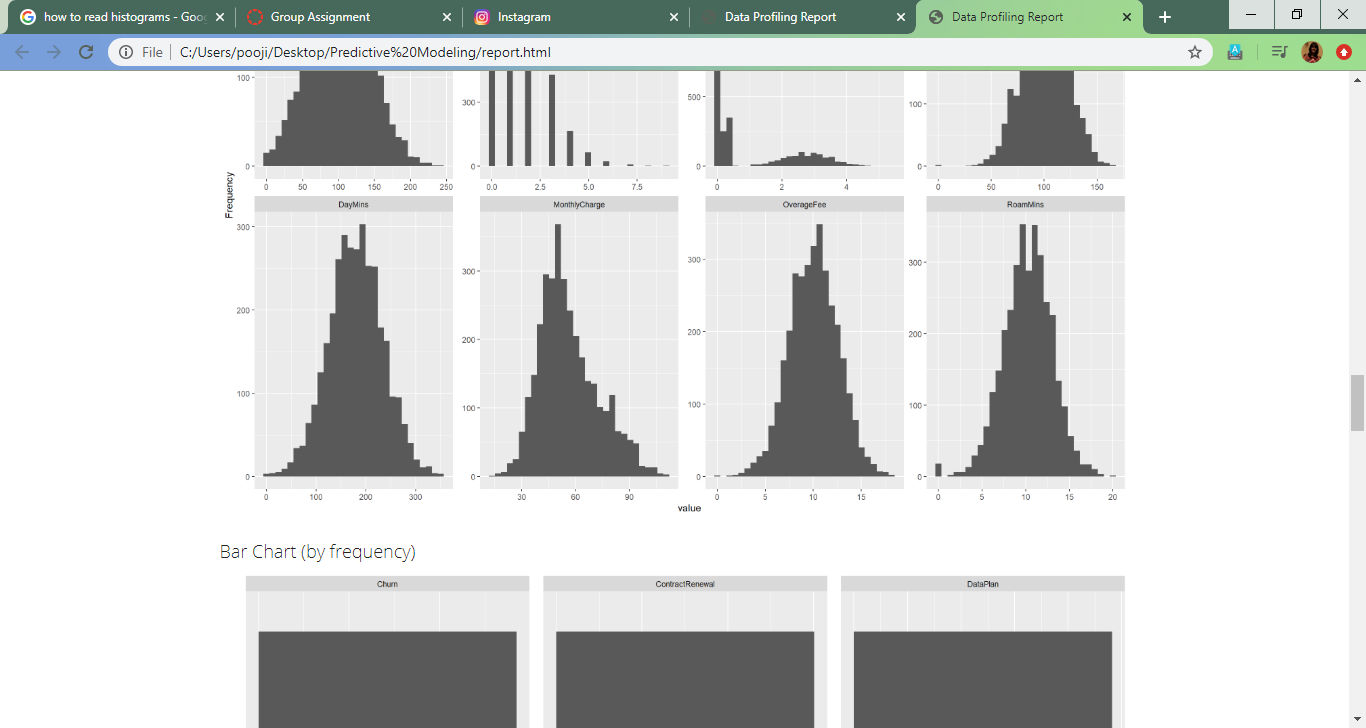 how to read histograms - Goo
Group Assignment
Instagram
Data Profiling Report
Data Profiling Report
File
C:/Users/pooji/Desktop/Predictive%20Modeling/report.html
100
0
0 50 100 150 200 250
300
0
0.0 2.5 5.0 7.5
500
0
0 2 4
100
0
0 50 100 150
Frequency
DayMins
300
200
100
0
0 100 200 300
MonthlyCharge
300
200
100
0
30 60 90
OverageFee
300
200
100
0
0 5 10 15
RoamMins
300
200
100
0
0 5 10 15 20
value
Bar Chart (by frequency)
Churn
ContractRenewal
DataPlan